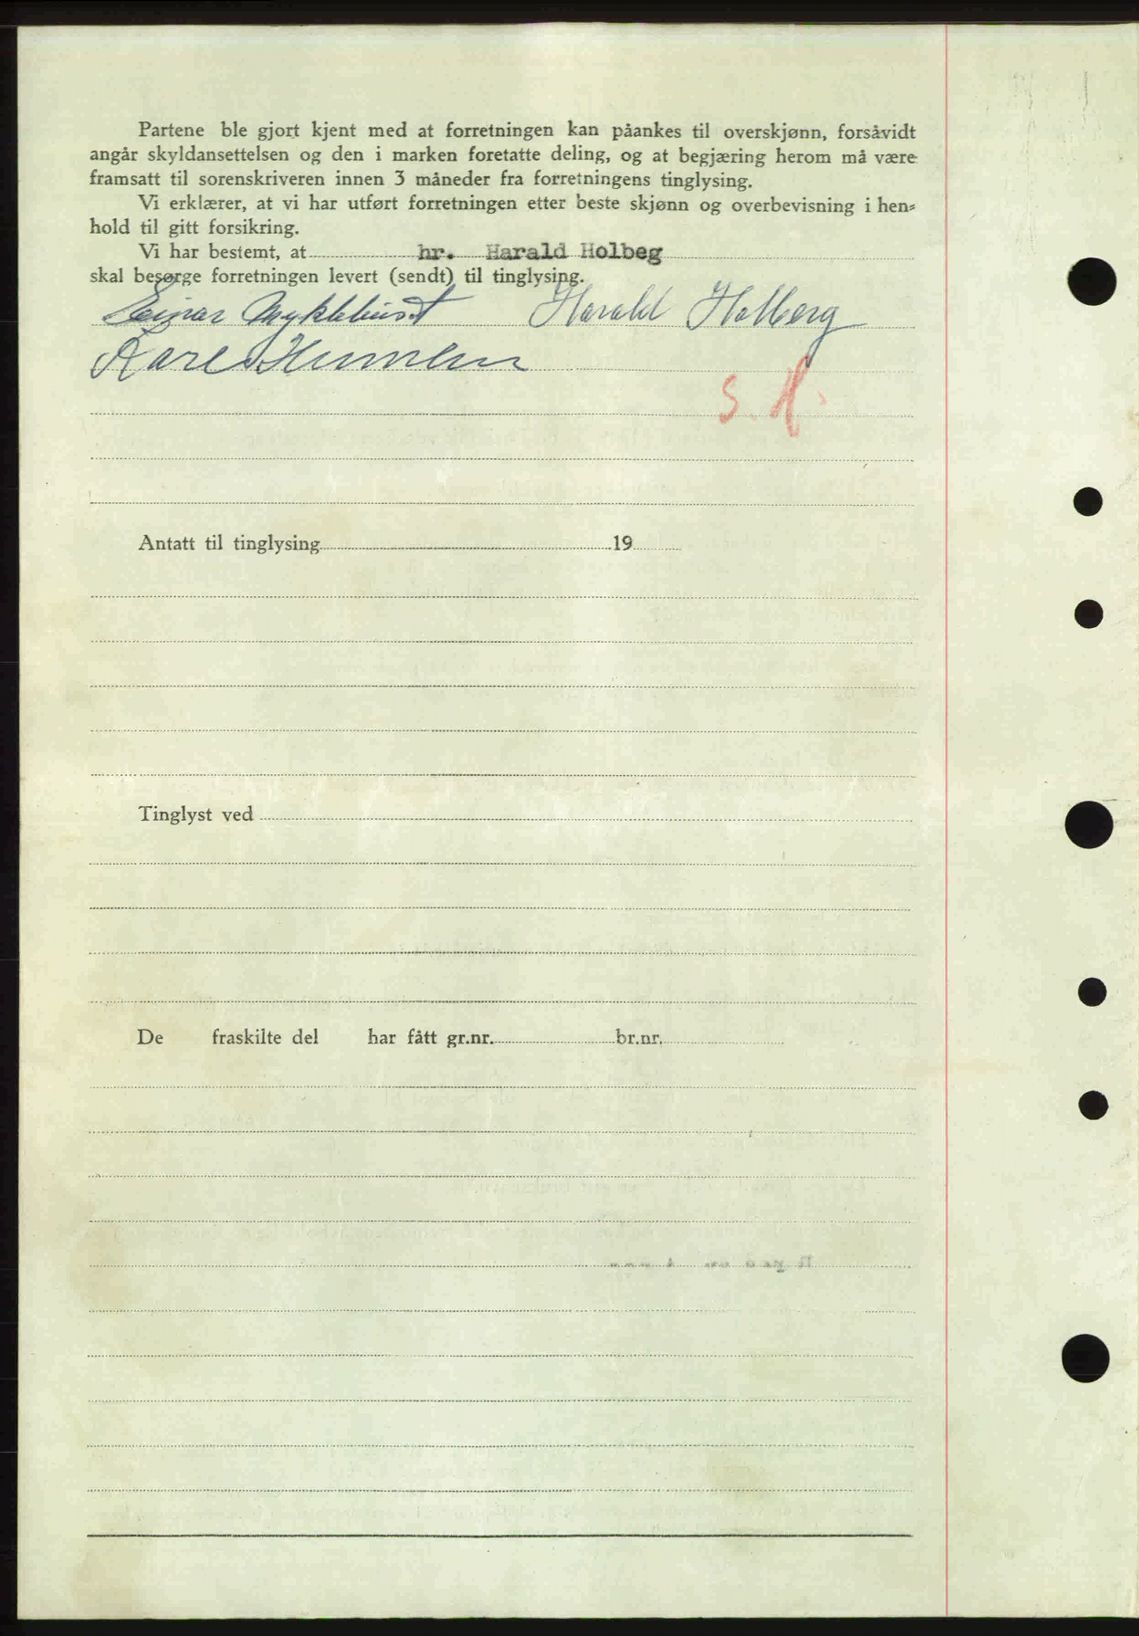 Partene ble gjort kjent med at forretningen kan påankes til overskjønn, forsåvidt
angår skyldansettelsen og den i marken foretatte deling, og at begjæring herom må være
framsatt til sorenskriveren innen 3 måneder fra forretningens tinglysing.
Vi erklærer, at vi har utført forretningen etter beste skjønn og overbevisning i hen-
hold til gitt forsikring.
Vi har bestemt, at hr. Harald Holbeg
skal besørge forretningen levert (sendt) til tinglysing.
Einar Myklebust Harald Holberg
Kare
S. H.
Antatt til tinglysing 19
Tinglyst ved
De fraskilte del har fått gr.nr. br.nr.